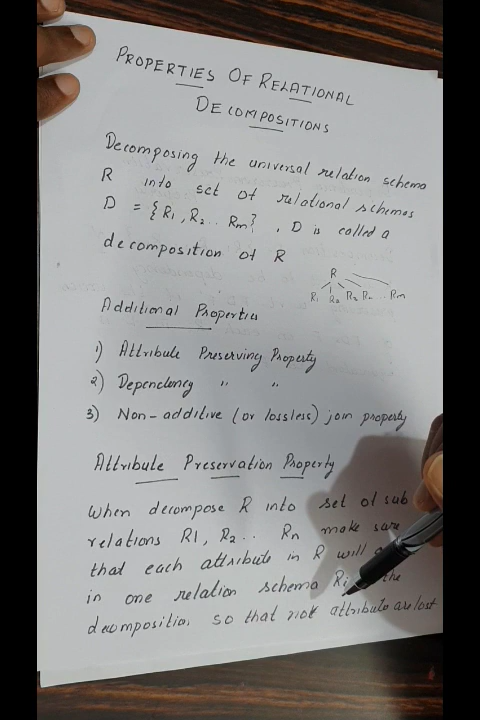 PROPERTIES OF RELATIONAL
DECOMPOSITIONS
Decomposing the universal relation schema
R into set of relational schemas
D = {R1, R2 .. Rm} , D is called a
decomposition of R
R
R1 R2 R3 Rn .. Rm
Additional Properties
1) Attribute Preserving Property
2) Dependency " "
3) Non-additive (or lossless) join property
Attribute Preservation Property
When decompose R into set of sub
relations R1, R2 .. Rn make sure
that each attribute in R will
in one relation schema Ri the
decomposition so that not attribute are lost